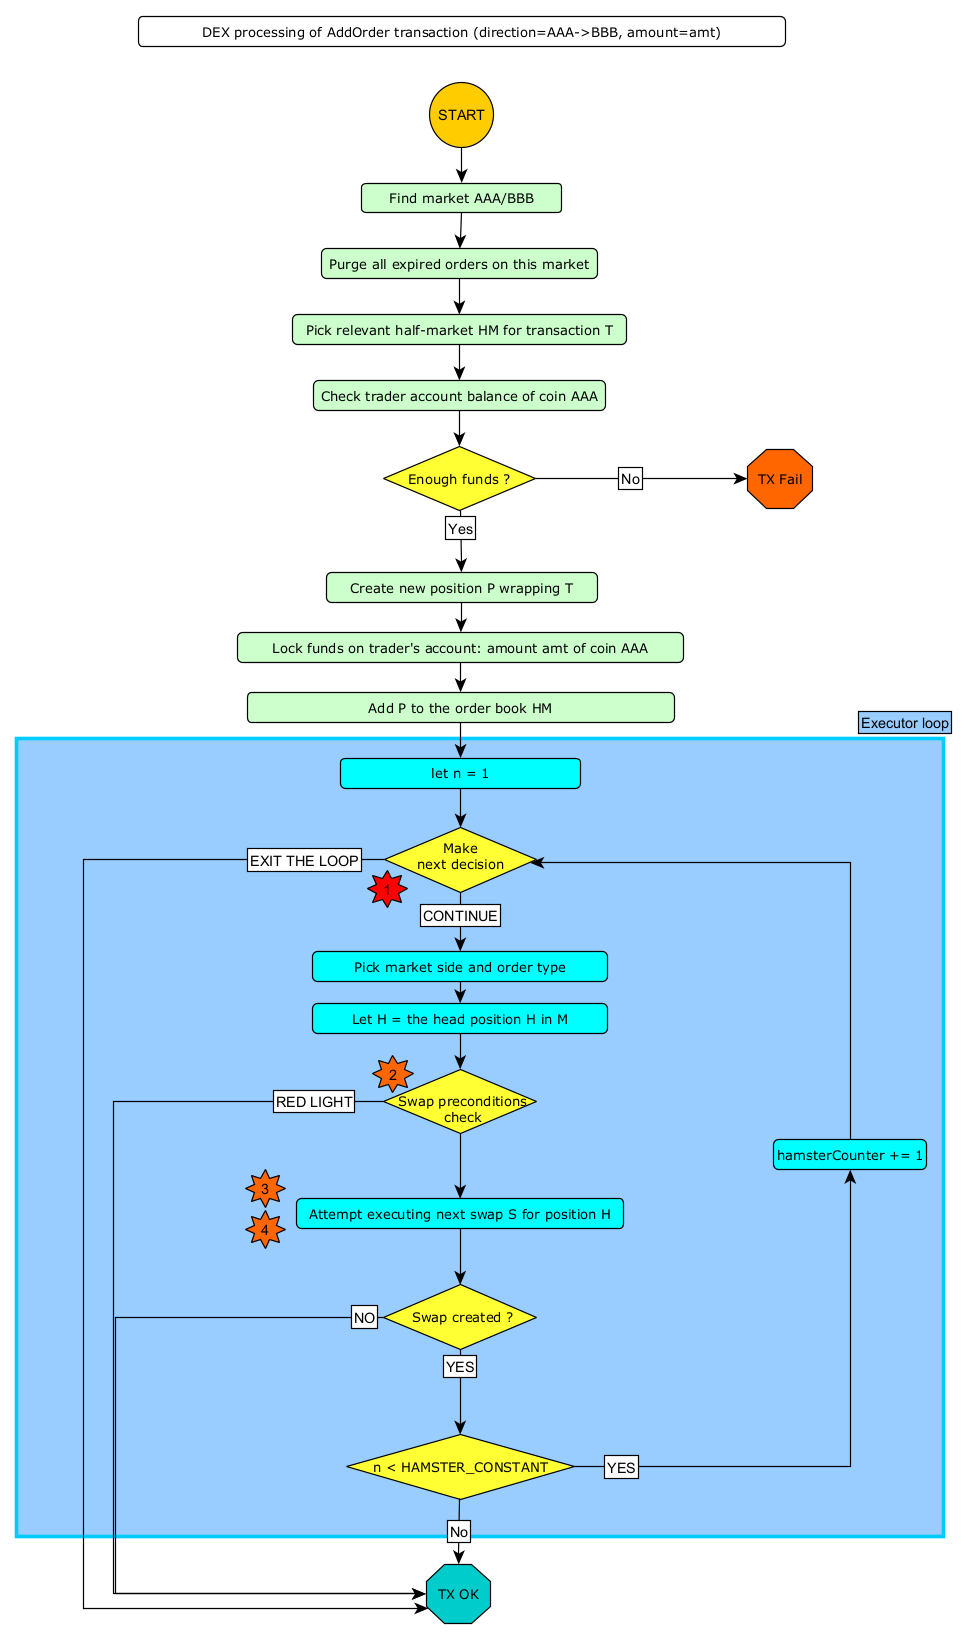 DEX processing of AddOrder transaction (direction=AAA->BBB, amount=amt)
START
Find market AAA/BBB
Purge all expired orders on this market
Pick relevant half-market HM for transaction T
Check trader account balance of coin AAA
Enough funds ?
No
TX Fail
Yes
Create new position P wrapping T
Lock funds on trader's account: amount amt of coin AAA
Add P to the order book HM
Executor loop
let n = 1
Make
next decision
EXIT THE LOOP
1
CONTINUE
Pick market side and order type
Let H = the head position H in M
2
Swap preconditions
check
RED LIGHT
hamsterCounter += 1
3
Attempt executing next swap S for position H
4
Swap created ?
NO
YES
n < HAMSTER_CONSTANT
YES
No
TX OK